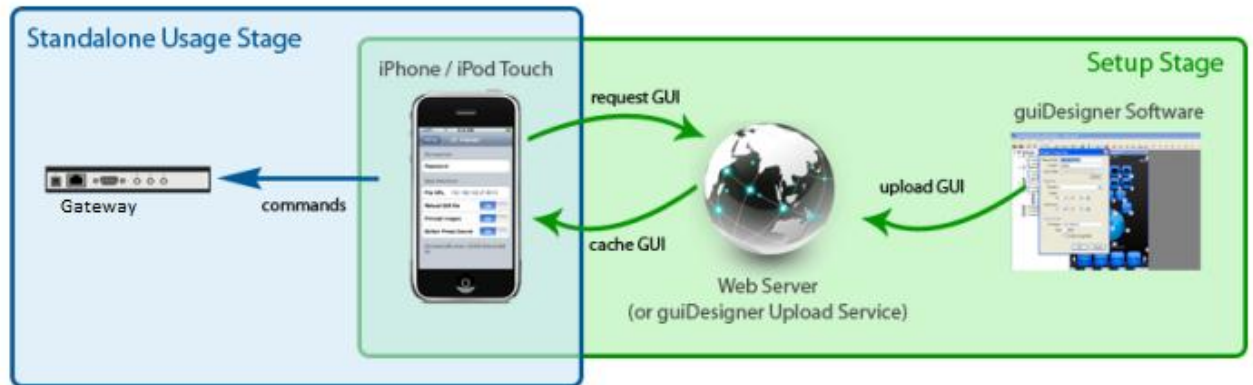 Standalone Usage Stage
Setup Stage
iPhone / iPod Touch
request GUI
guiDesigner Software
upload GUI
Gateway
commands
cache GUI
Web Server
(or guiDesigner Upload Service)